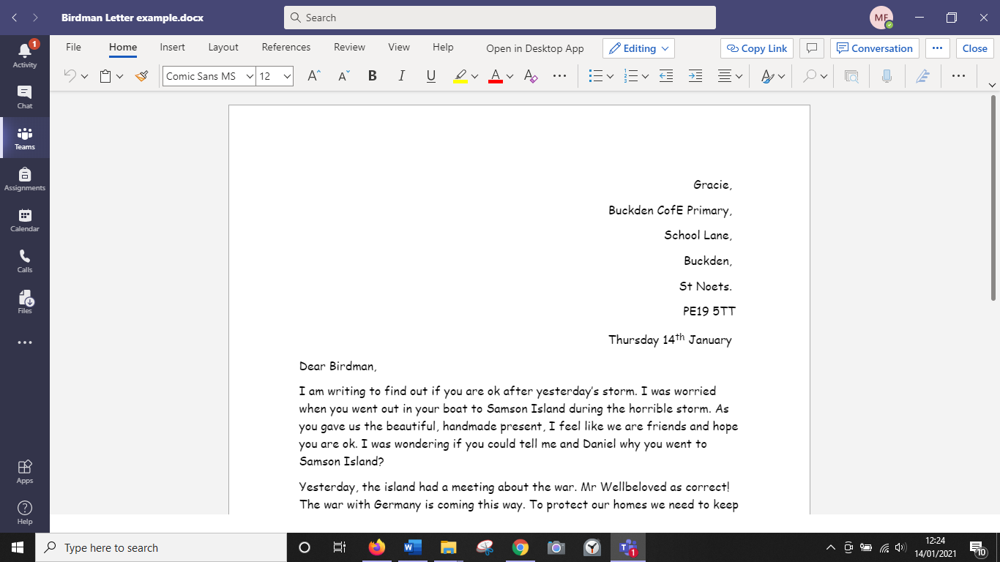 Birdman Letter example.docx
Search
MF
1
Activity
Chat
Teams
Assignments
Calendar
Calls
Files
Apps
Help
File Home Insert Layout References Review View Help Open in Desktop App Editing Copy Link Conversation Close
Comic Sans MS 12 A A B I U A A
Gracie,
Buckden CofE Primary,
School Lane,
Buckden,
St Noets.
PE19 5TT
Thursday 14th January
Dear Birdman,
I am writing to find out if you are ok after yesterday's storm. I was worried
when you went out in your boat to Samson Island during the horrible storm. As
you gave us the beautiful, handmade present, I feel like we are friends and hope
you are ok. I was wondering if you could tell me and Daniel why you went to
Samson Island?
Yesterday, the island had a meeting about the war. Mr Wellbeloved as correct!
The war with Germany is coming this way. To protect our homes we need to keep
Type here to search
1
12:24
14/01/2021
10